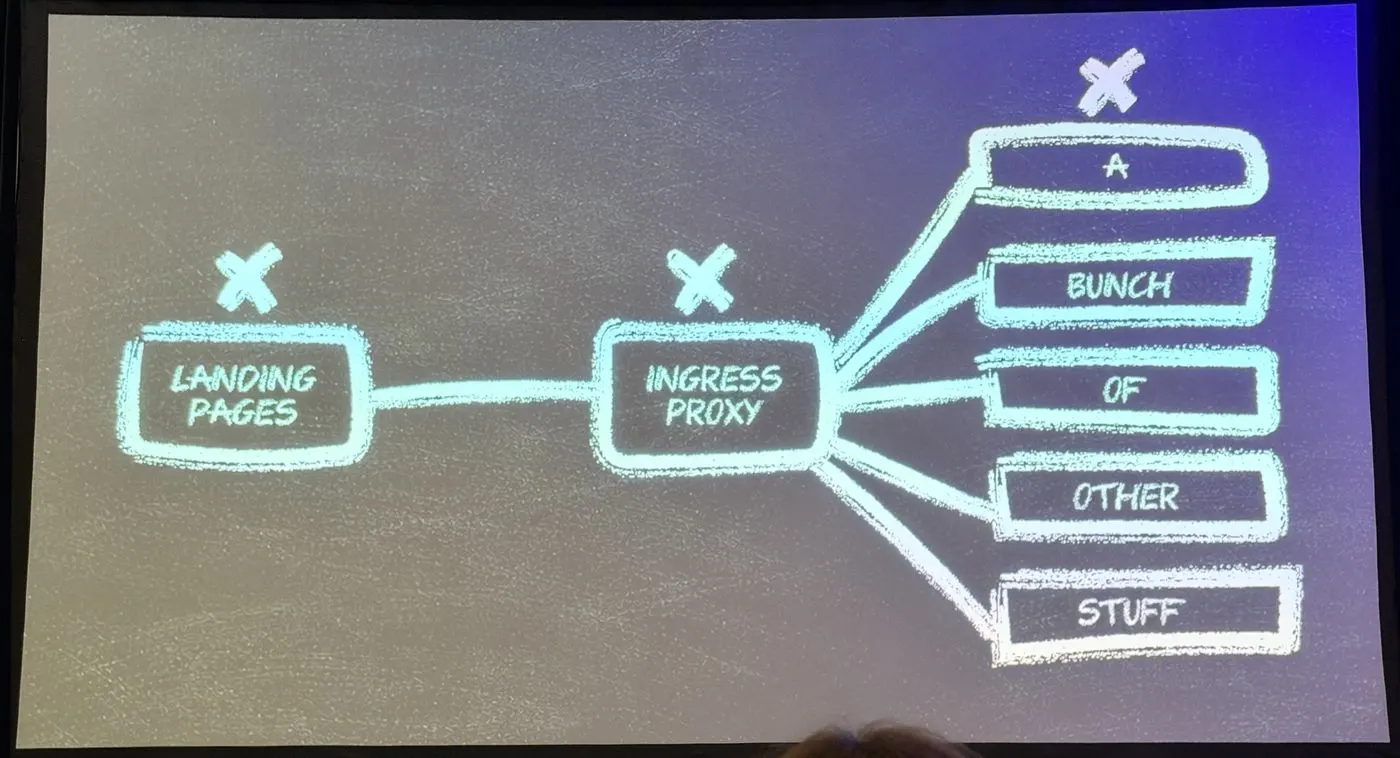 LANDING
PAGES
INGRESS
PROXY
A
BUNCH
OF
OTHER
STUFF